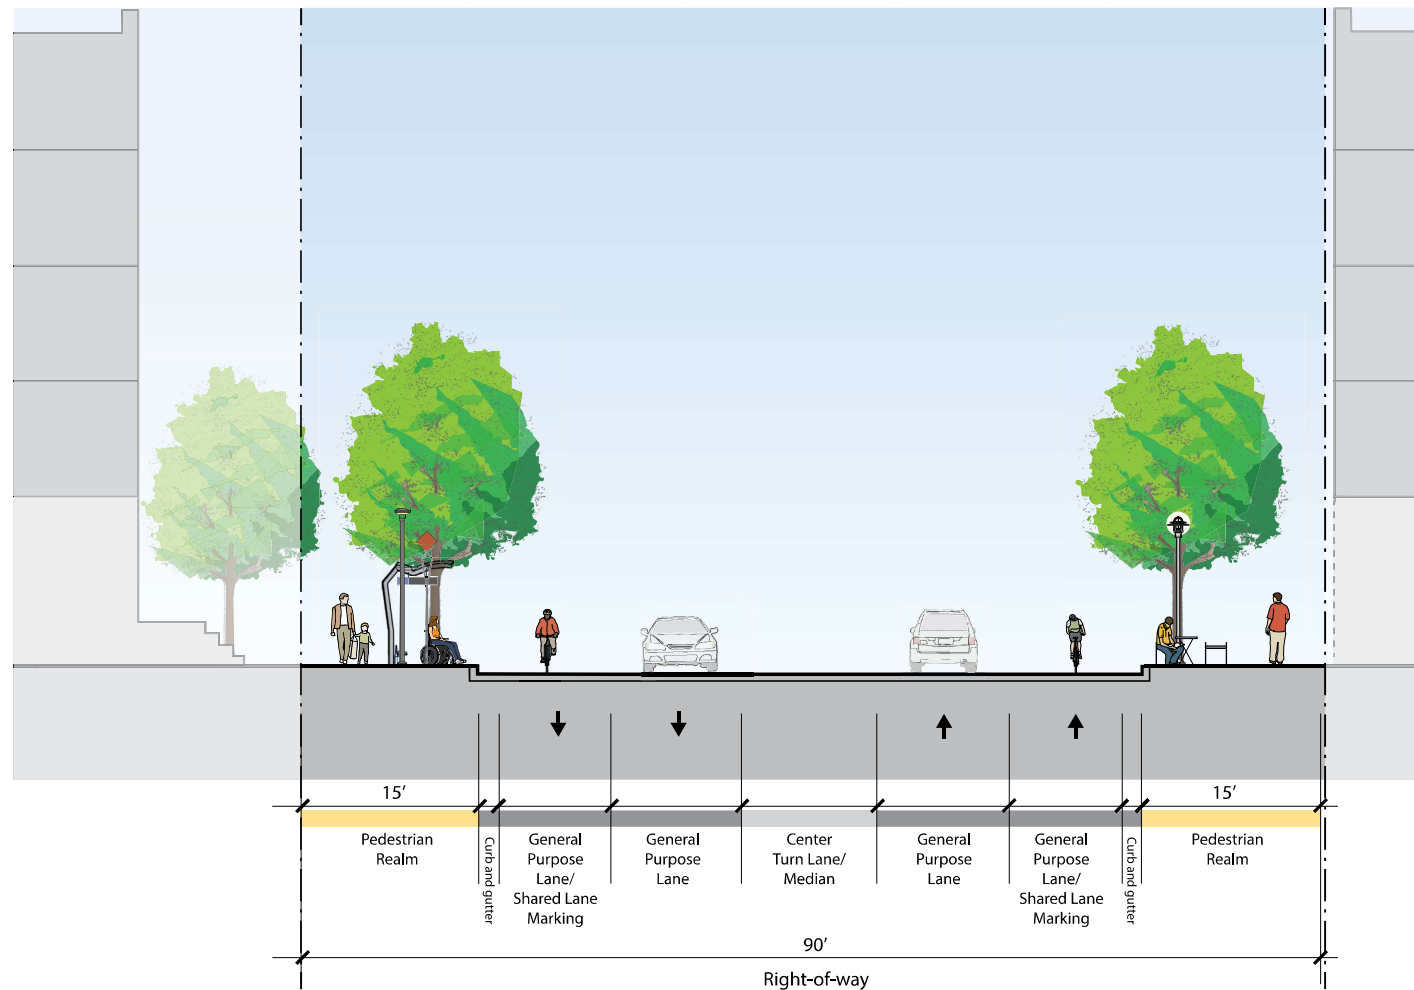 15′
15′
Pedestrian
Realm
Curb and gutter
General
Purpose
Lane/
Shared Lane
Marking
General
Purpose
Lane
Center
Turn Lane/
Median
General
Purpose
Lane
General
Purpose
Lane/
Shared Lane
Marking
Curb and gutter
Pedestrian
Realm
90′
Right-of-way